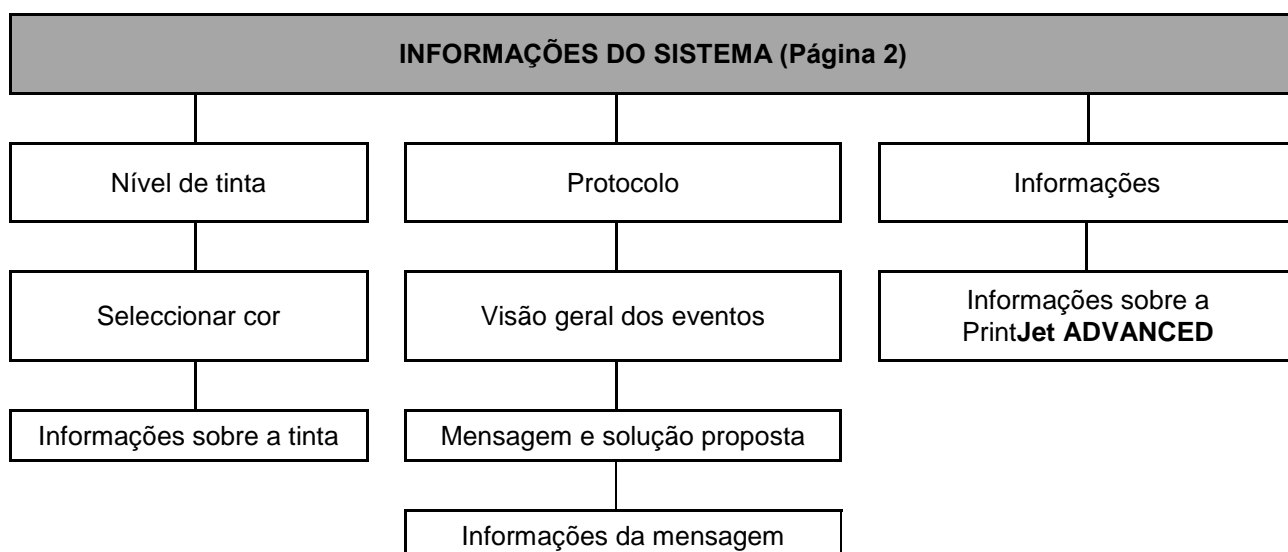 INFORMAÇÕES DO SISTEMA (Página 2)
Nível de tinta
Protocolo
Informações
Seleccionar cor
Visão geral dos eventos
Informações sobre a
PrintJet ADVANCED
Informações sobre a tinta
Mensagem e solução proposta
Informações da mensagem